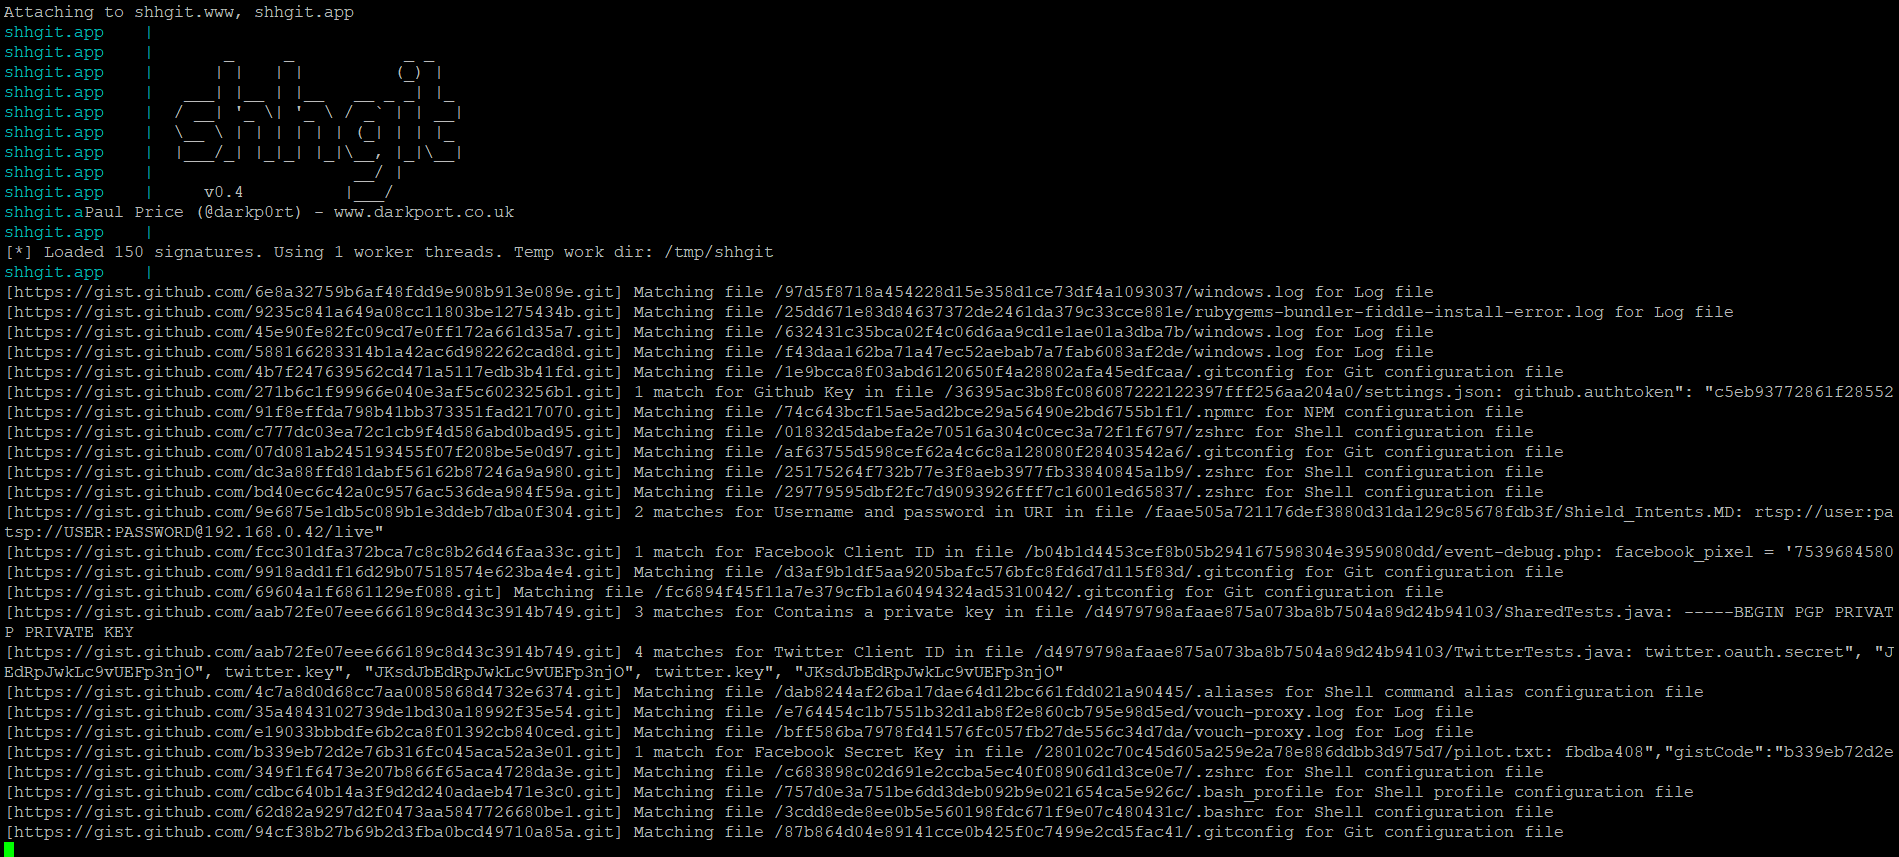 Attaching to shhgit.www, shhgit.app
shhgit.app    |
shhgit.app    |
shhgit.app    |
shhgit.app    |
shhgit.app    |
shhgit.app    |
shhgit.app    |
shhgit.app    |
shhgit.app    |     v0.4
shhgit.aPaul Price (@darkp0rt) - www.darkport.co.uk
shhgit.app    |
[*] Loaded 150 signatures. Using 1 worker threads. Temp work dir: /tmp/shhgit
shhgit.app    |
[https://gist.github.com/6e8a32759b6af48fdd9e908b913e089e.git] Matching file /97d5f8718a454228d15e358d1ce73df4a1093037/windows.log for Log file
[https://gist.github.com/9235c841a649a08cc11803be1275434b.git] Matching file /25dd671e83d84637372de2461da379c33cce881e/rubygems-bundler-fiddle-install-error.log for Log file
[https://gist.github.com/45e90fe82fc09cd7e0ff172a661d35a7.git] Matching file /632431c35bca02f4c06d6aa9cd1e1ae01a3dba7b/windows.log for Log file
[https://gist.github.com/588166283314b1a42ac6d982262cad8d.git] Matching file /f43daa162ba71a47ec52aebab7a7fab6083af2de/windows.log for Log file
[https://gist.github.com/4b7f247639562cd471a5117edb3b41fd.git] Matching file /1e9bcca8f03abd6120650f4a28802afa45edfcaa/.gitconfig for Git configuration file
[https://gist.github.com/271b6c1f99966e040e3af5c6023256b1.git] 1 match for Github Key in file /36395ac3b8fc086087222122397fff256aa204a0/settings.json: github.authtoken": "c5eb93772861f28552
[https://gist.github.com/91f8effda798b41bb373351fad217070.git] Matching file /74c643bcf15ae5ad2bce29a56490e2bd6755b1f1/.npmrc for NPM configuration file
[https://gist.github.com/c777dc03ea72c1cb9f4d586abd0bad95.git] Matching file /01832d5dabefa2e70516a304c0cec3a72f1f6797/zshrc for Shell configuration file
[https://gist.github.com/07d081ab245193455f07f208be5e0d97.git] Matching file /af63755d598cef62a4c6c8a128080f28403542a6/.gitconfig for Git configuration file
[https://gist.github.com/dc3a88ffd81dabf56162b87246a9a980.git] Matching file /25175264f732b77e3f8aeb3977fb33840845a1b9/.zshrc for Shell configuration file
[https://gist.github.com/bd40ec6c42a0c9576ac536dea984f59a.git] Matching file /29779595dbf2fc7d9093926fff7c16001ed65837/.zshrc for Shell configuration file
[https://gist.github.com/9e6875e1db5c089b1e3ddeb7dba0f304.git] 2 matches for Username and password in URI in file /faae505a721176def3880d31da129c85678fdb3f/Shield_Intents.MD: rtsp://user:pa
tsp://USER:PASSWORD@192.168.0.42/live"
[https://gist.github.com/fcc301dfa372bca7c8c8b26d46faa33c.git] 1 match for Facebook Client ID in file /b04b1d4453cef8b05b294167598304e3959080dd/event-debug.php: facebook_pixel = '7539684580
[https://gist.github.com/9918add1f16d29b07518574e623ba4e4.git] Matching file /d3af9b1df5aa9205bafc576bfc8fd6d7d115f83d/.gitconfig for Git configuration file
[https://gist.github.com/69604a1f6861129ef088.git] Matching file /fc6894f45f11a7e379cfb1a60494324ad5310042/.gitconfig for Git configuration file
[https://gist.github.com/aab72fe07eee666189c8d43c3914b749.git] 3 matches for Contains a private key in file /d4979798afaae875a073ba8b7504a89d24b94103/SharedTests.java: -----BEGIN PGP PRIVAT
P PRIVATE KEY
[https://gist.github.com/aab72fe07eee666189c8d43c3914b749.git] 4 matches for Twitter Client ID in file /d4979798afaae875a073ba8b7504a89d24b94103/TwitterTests.java: twitter.oauth.secret", "J
EdRpJwkLc9vUEFp3njO", twitter.key", "JKsdJbEdRpJwkLc9vUEFp3njO", twitter.key", "JKsdJbEdRpJwkLc9vUEFp3njO"
[https://gist.github.com/4c7a8d0d68cc7aa0085868d4732e6374.git] Matching file /dab8244af26ba17dae64d12bc661fdd021a90445/.aliases for Shell command alias configuration file
[https://gist.github.com/35a4843102739de1bd30a18992f35e54.git] Matching file /e764454c1b7551b32d1ab8f2e860cb795e98d5ed/vouch-proxy.log for Log file
[https://gist.github.com/e19033bbbdfe6b2ca8f01392cb840ced.git] Matching file /bff586ba7978fd41576fc057fb27de556c34d7da/vouch-proxy.log for Log file
[https://gist.github.com/b339eb72d2e76b316fc045aca52a3e01.git] 1 match for Facebook Secret Key in file /280102c70c45d605a259e2a78e886ddbb3d975d7/pilot.txt: fbdba408","gistCode":"b339eb72d2e
[https://gist.github.com/349f1f6473e207b866f65aca4728da3e.git] Matching file /c683898c02d691e2ccba5ec40f08906d1d3ce0e7/.zshrc for Shell configuration file
[https://gist.github.com/cdbc640b14a3f9d2d240adaeb471e3c0.git] Matching file /757d0e3a751be6dd3deb092b9e021654ca5e926c/.bash_profile for Shell profile configuration file
[https://gist.github.com/62d82a9297d2f0473aa5847726680be1.git] Matching file /3cdd8ede8ee0b5e560198fdc671f9e07c480431c/.bashrc for Shell configuration file
[https://gist.github.com/94cf38b27b69b2d3fba0bcd49710a85a.git] Matching file /87b864d04e89141cce0b425f0c7499e2cd5fac41/.gitconfig for Git configuration file